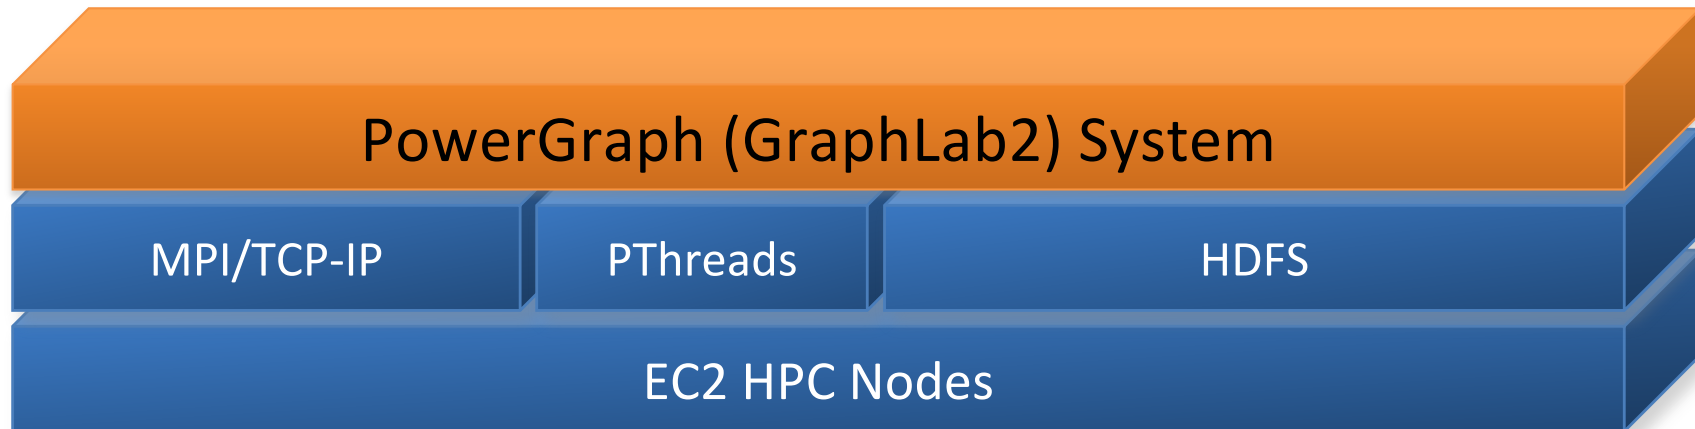 PowerGraph (GraphLab2) System
MPI/TCP-IP PThreads HDFS
EC2 HPC Nodes